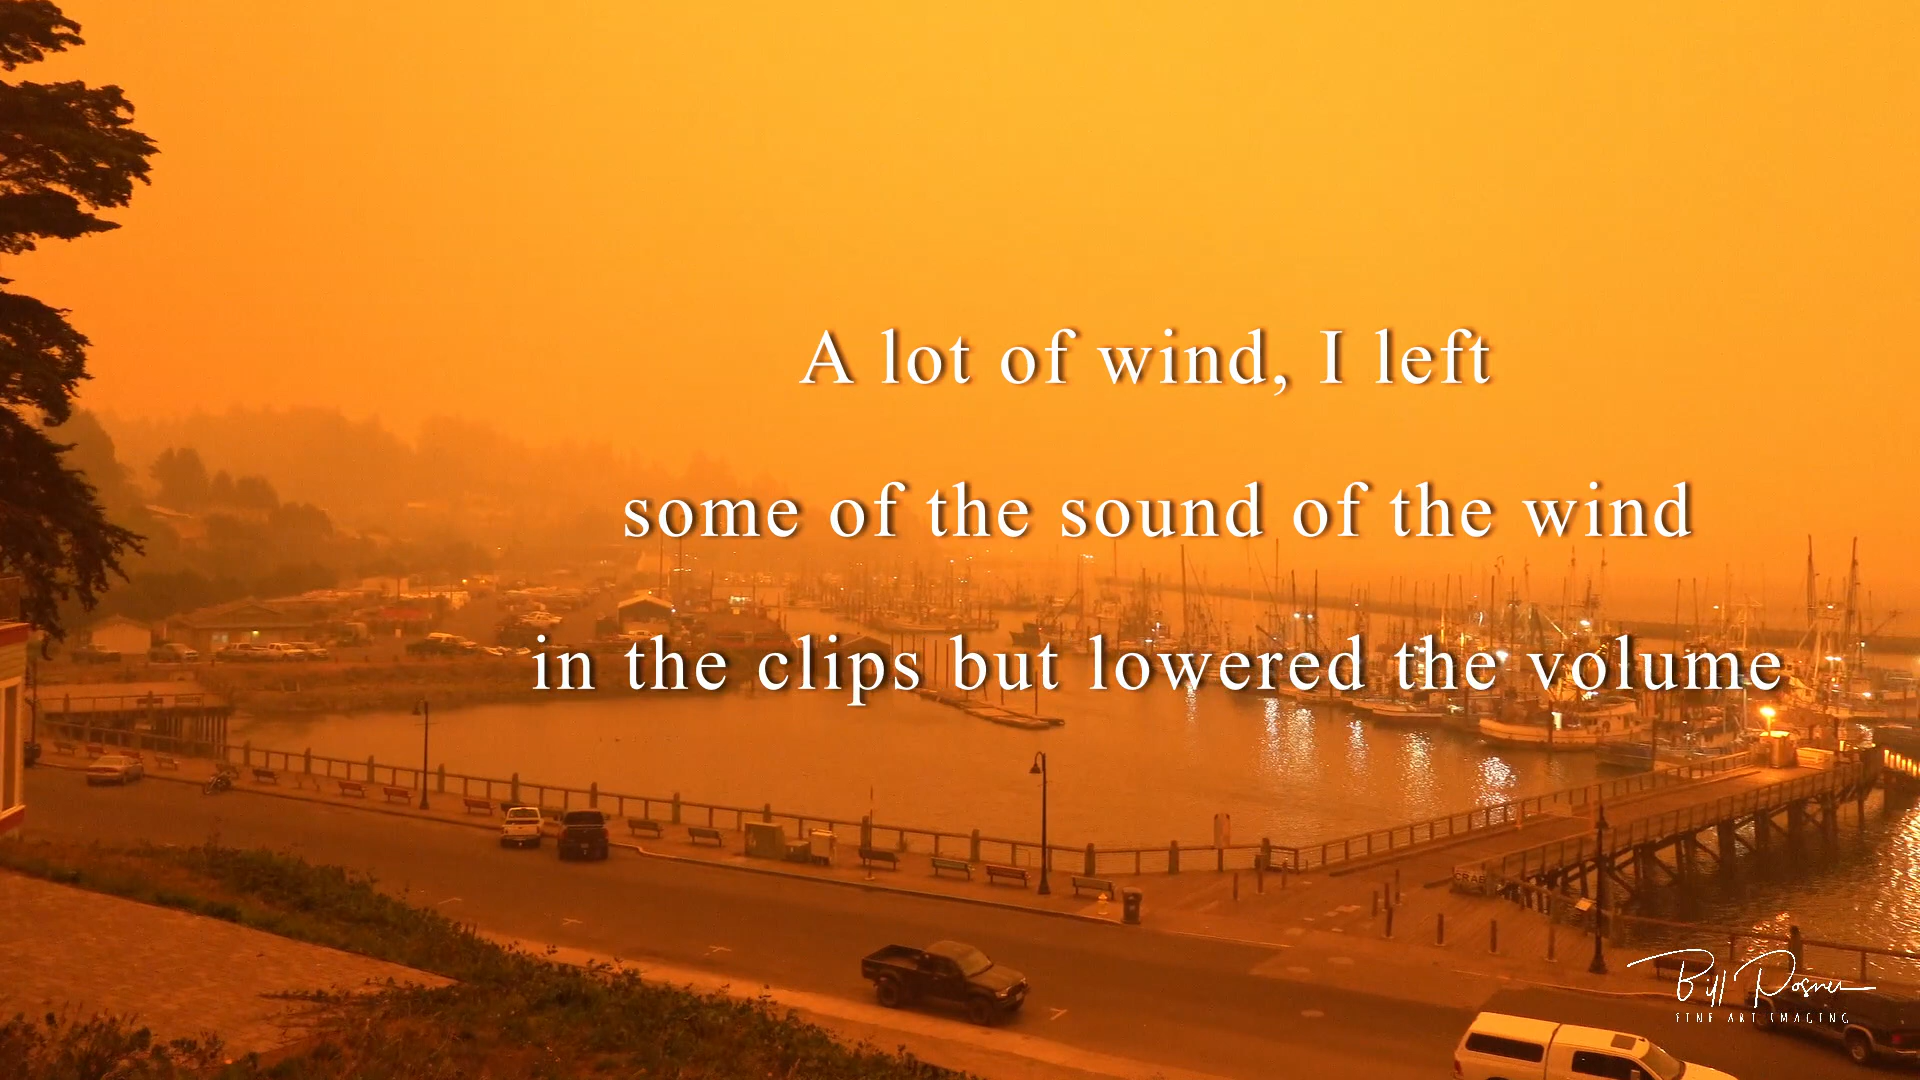 A lot of wind, I left
some of the sound of the wind
in the clips but lowered the volume
CRAB
Bill Posner
FINE ART IMAGING